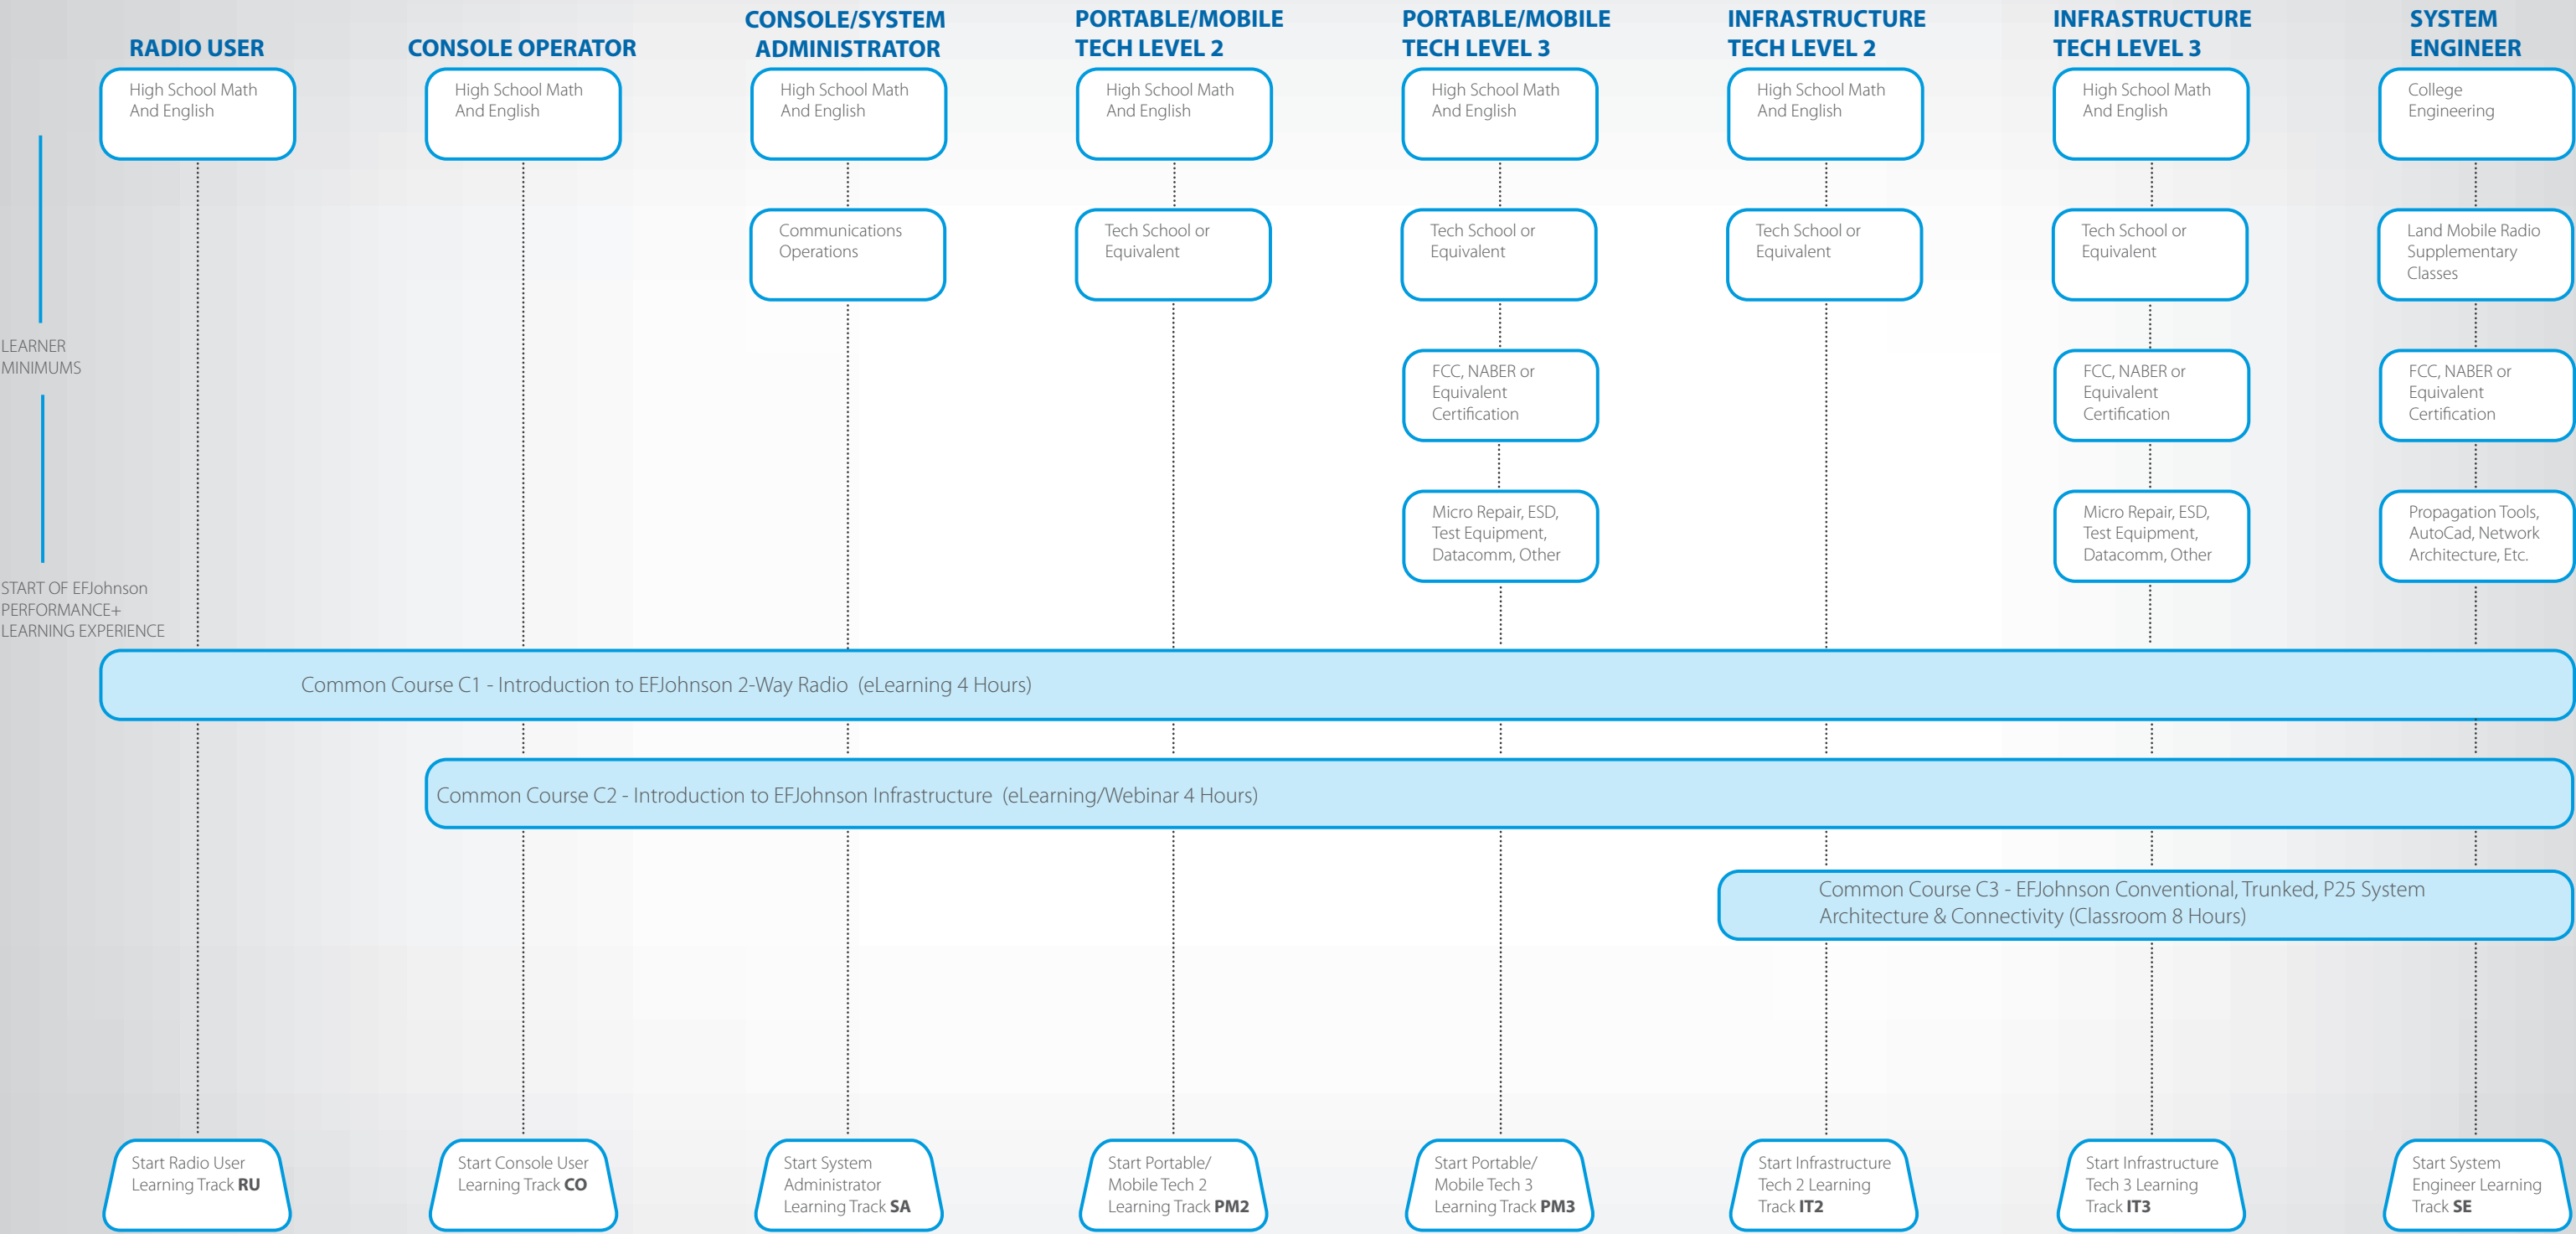 RADIO USER
CONSOLE OPERATOR
CONSOLE/SYSTEM
ADMINISTRATOR
PORTABLE/MOBILE
TECH LEVEL 2
PORTABLE/MOBILE
TECH LEVEL 3
INFRASTRUCTURE
TECH LEVEL 2
INFRASTRUCTURE
TECH LEVEL 3
SYSTEM
ENGINEER
High School Math
And English
High School Math
And English
High School Math
And English
High School Math
And English
High School Math
And English
High School Math
And English
High School Math
And English
College
Engineering
Communications
Operations
Tech School or
Equivalent
Tech School or
Equivalent
Tech School or
Equivalent
Tech School or
Equivalent
Land Mobile Radio
Supplementary
Classes
LEARNER
MINIMUMS
FCC, NABER or
Equivalent
Certification
FCC, NABER or
Equivalent
Certification
FCC, NABER or
Equivalent
Certification
Micro Repair, ESD,
Test Equipment,
Datacomm, Other
Micro Repair, ESD,
Test Equipment,
Datacomm, Other
Propagation Tools,
AutoCad, Network
Architecture, Etc.
START OF EFJohnson
PERFORMANCE+
LEARNING EXPERIENCE
Common Course C1 - Introduction to EFJohnson 2-Way Radio (eLearning 4 Hours)
Common Course C2 - Introduction to EFJohnson Infrastructure (eLearning/Webinar 4 Hours)
Common Course C3 - EFJohnson Conventional, Trunked, P25 System
Architecture & Connectivity (Classroom 8 Hours)
Start Radio User
Learning Track RU
Start Console User
Learning Track CO
Start System
Administrator
Learning Track SA
Start Portable/
Mobile Tech 2
Learning Track PM2
Start Portable/
Mobile Tech 3
Learning Track PM3
Start Infrastructure
Tech 2 Learning
Track IT2
Start Infrastructure
Tech 3 Learning
Track IT3
Start System
Engineer Learning
Track SE